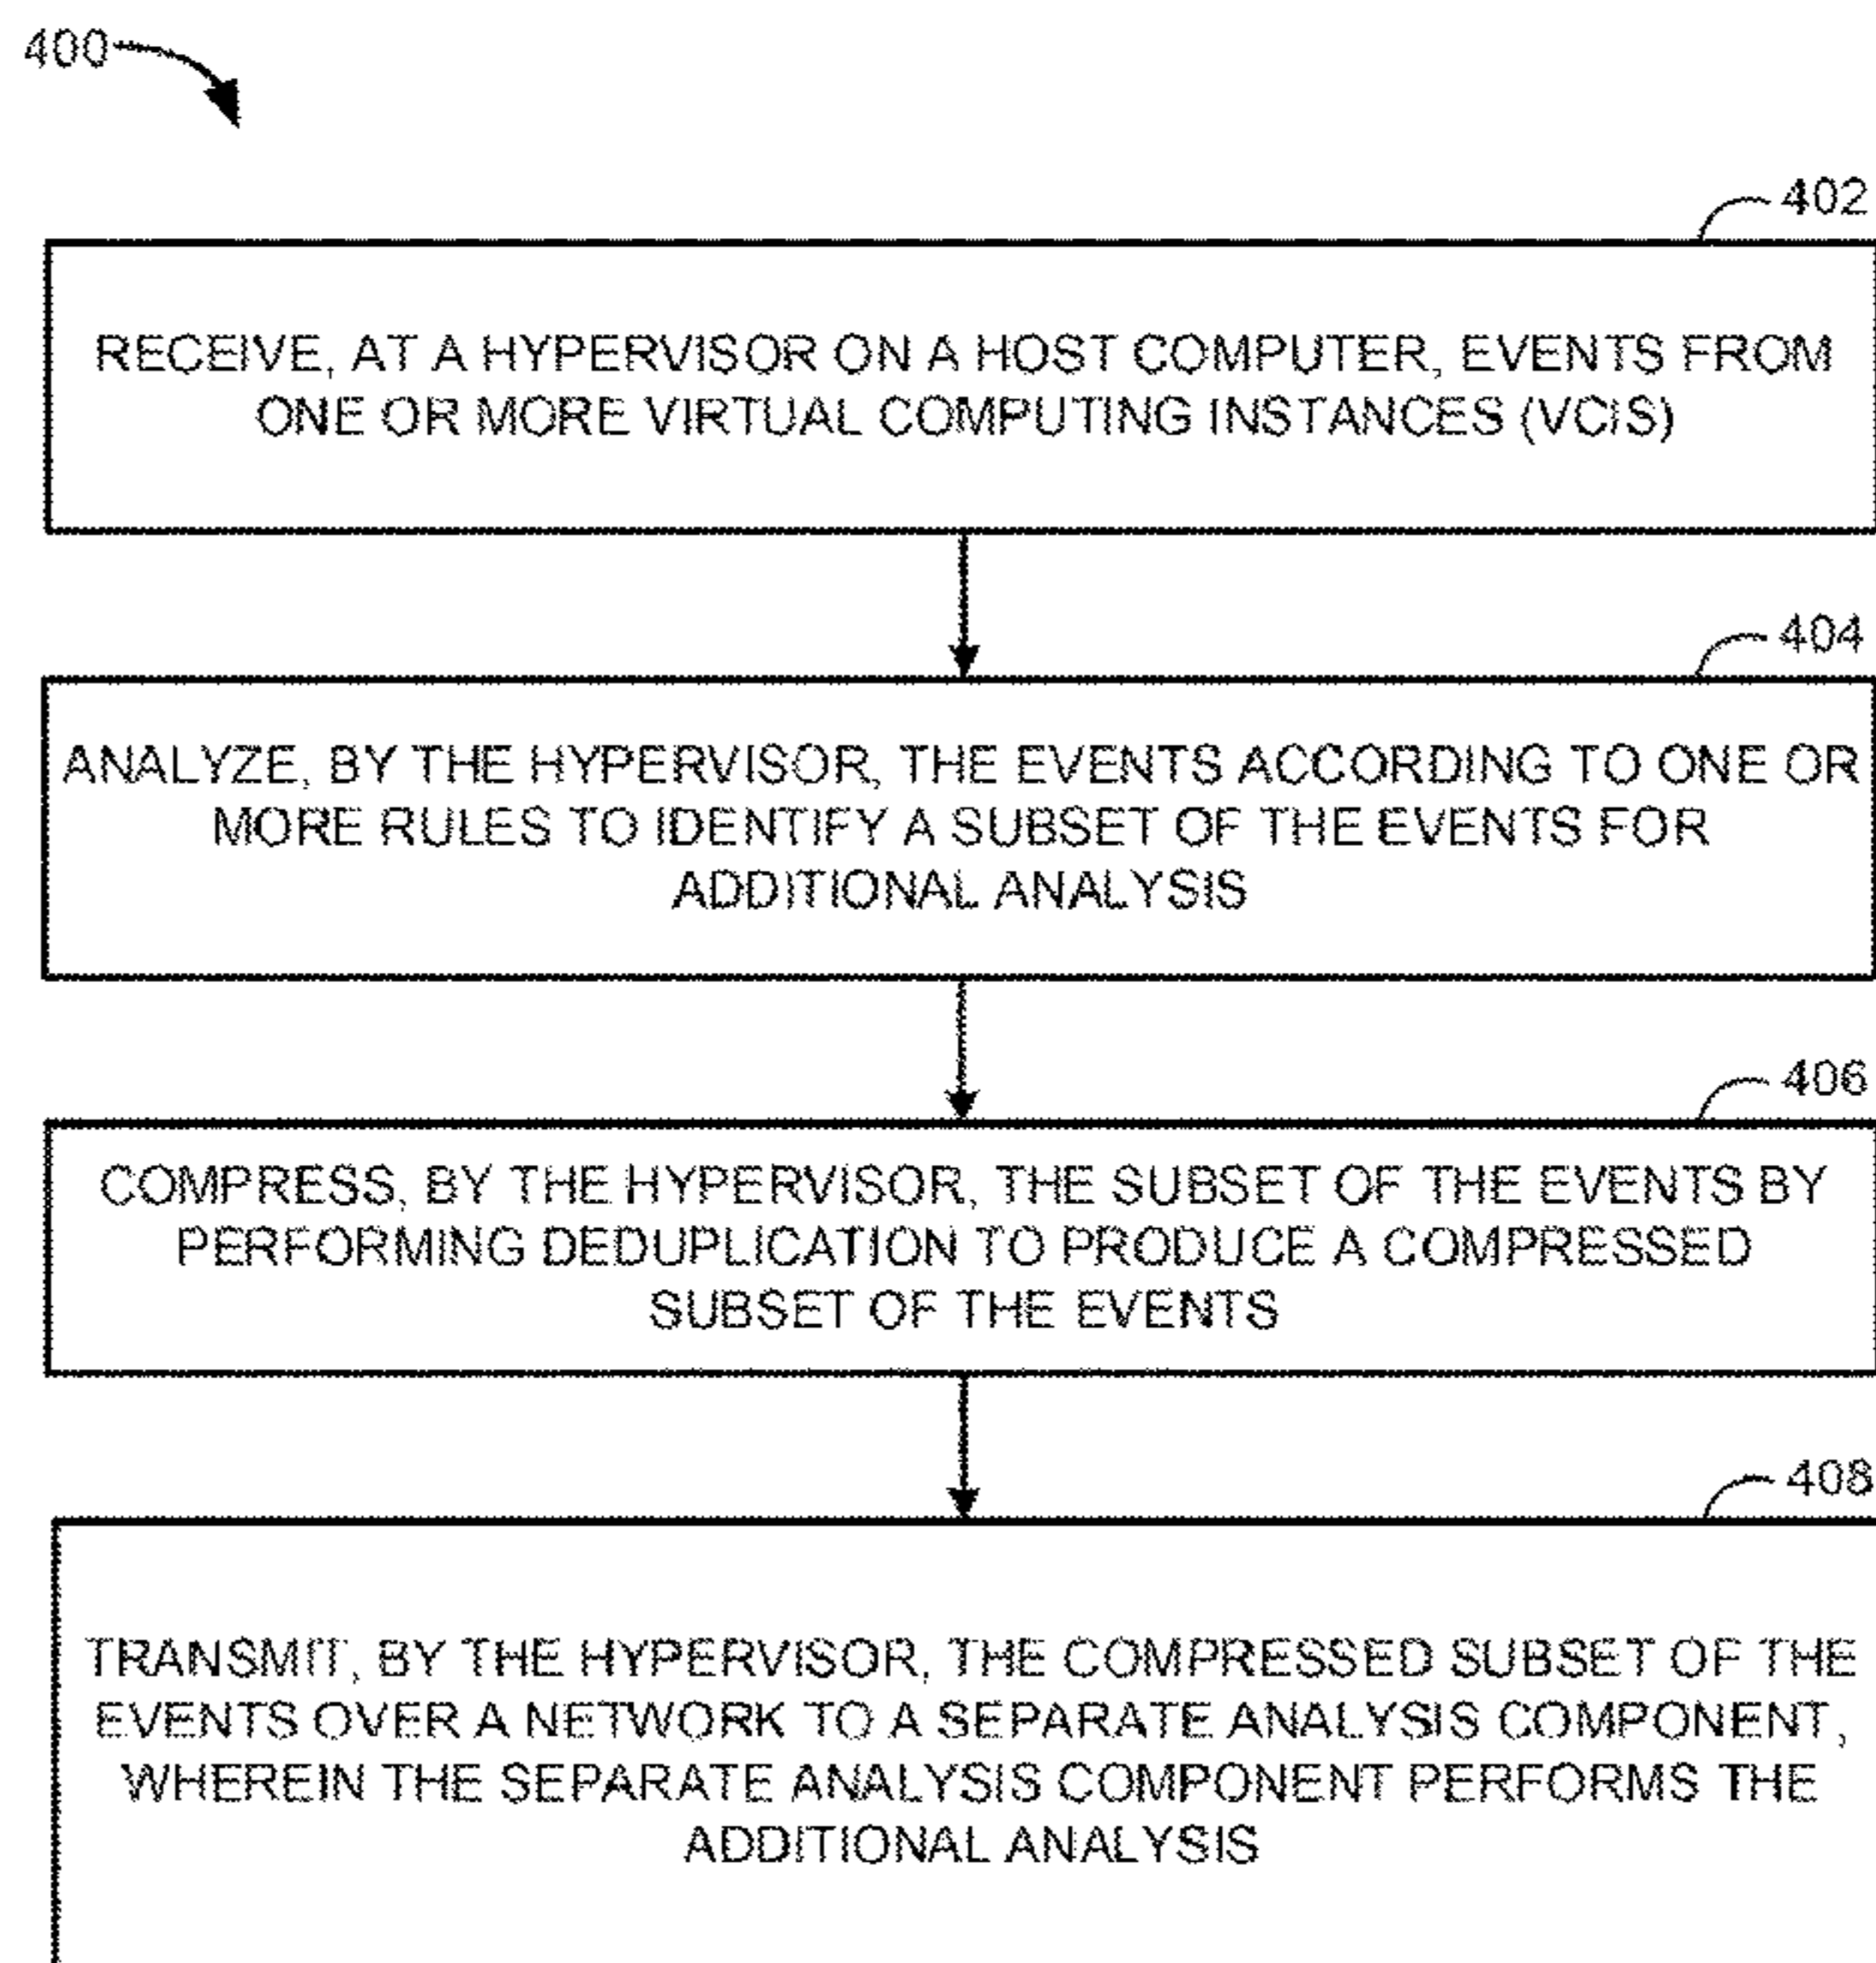 400
402
RECEIVE, AT A HYPERVISOR ON A HOST COMPUTER, EVENTS FROM
ONE OR MORE VIRTUAL COMPUTING INSTANCES (VCIS)
404
ANALYZE, BY THE HYPERVISOR, THE EVENTS ACCORDING TO ONE OR
MORE RULES TO IDENTIFY A SUBSET OF THE EVENTS FOR
ADDITIONAL ANALYSIS
406
COMPRESS, BY THE HYPERVISOR, THE SUBSET OF THE EVENTS BY
PERFORMING DEDUPLICATION TO PRODUCE A COMPRESSED
SUBSET OF THE EVENTS
408
TRANSMIT, BY THE HYPERVISOR, THE COMPRESSED SUBSET OF THE
EVENTS OVER A NETWORK TO A SEPARATE ANALYSIS COMPONENT,
WHEREIN THE SEPARATE ANALYSIS COMPONENT PERFORMS THE
ADDITIONAL ANALYSIS